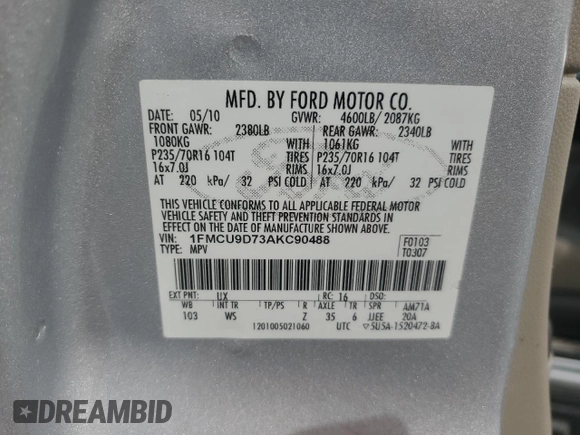 MFD. BY FORD MOTOR CO.
DATE: 05/10 GVWR: 4600LB/ 2087KG
FRONT GAWR: 2380LB REAR GAWR: 2340LB
1080KG WITH 1061KG WITH
P235/70R16 104T TIRES P235/70R16 104T TIRES
16x7.0J RIMS 16x7.0J RIMS
AT 220 kPa/ 32 PSI COLD AT 220 kPa/ 32 PSI COLD
THIS VEHICLE CONFORMS TO ALL APPLICABLE FEDERAL MOTOR
VEHICLE SAFETY AND THEFT PREVENTION STANDARDS IN
EFFECT ON THE DATE OF MANUFACTURE SHOWN ABOVE.
VIN: 1FMCU9D73AKC90488 F0103
TYPE: MPV T0307
EXT PNT: UX RC: 16 DSO:
WB INT TR TP/PS R AXLE TR SPR AM71A
103 WS Z 35 6 JJEE 20A
1201005021060 UTC ▽5U5A-1520472-BA
DREAMBID